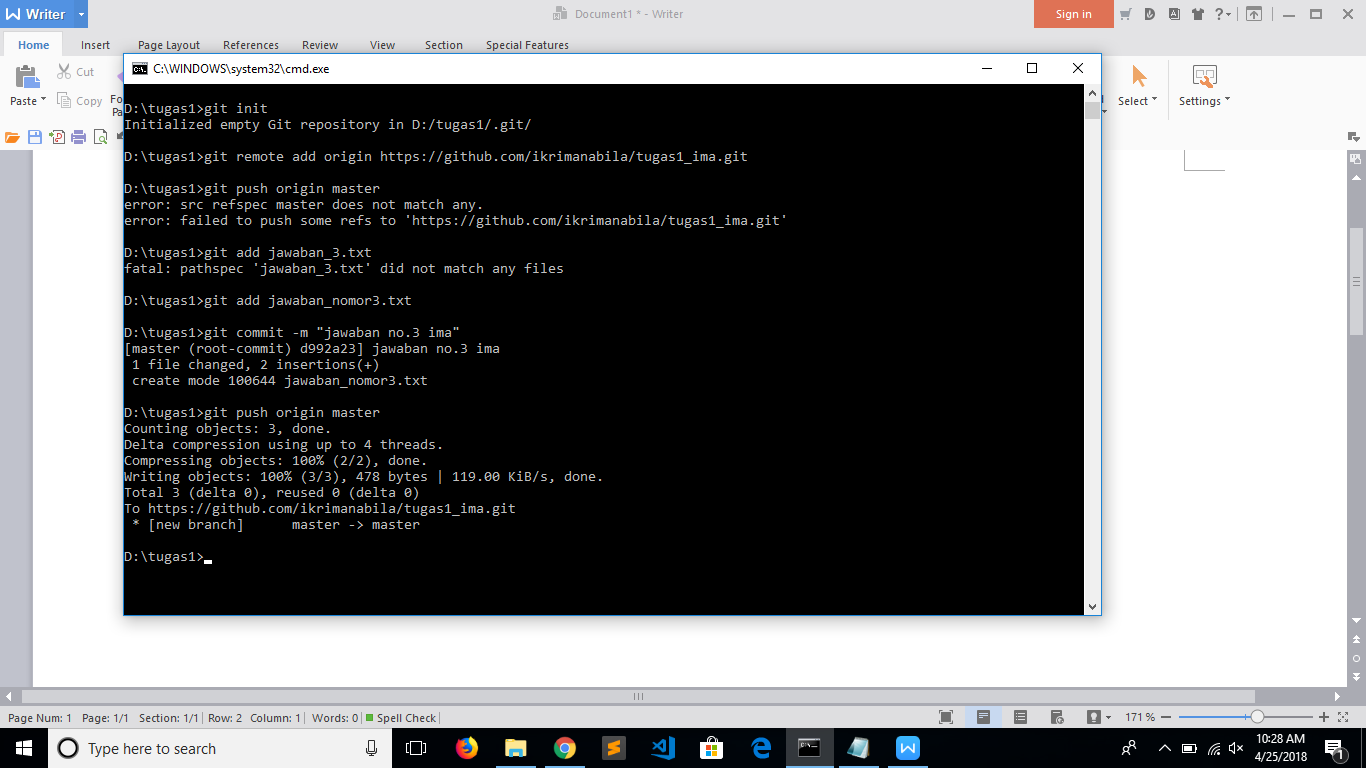 Writer
Document1 * - Writer
Sign in
Home Insert Page Layout References Review View Section Special Features
C:\WINDOWS\system32\cmd.exe
Cut
Paste Copy
Select Settings
D:\tugas1>git init
Initialized empty Git repository in D:/tugas1/.git/
D:\tugas1>git remote add origin https://github.com/ikrimanabila/tugas1_ima.git
D:\tugas1>git push origin master
error: src refspec master does not match any.
error: failed to push some refs to 'https://github.com/ikrimanabila/tugas1_ima.git'
D:\tugas1>git add jawaban_3.txt
fatal: pathspec 'jawaban_3.txt' did not match any files
D:\tugas1>git add jawaban_nomor3.txt
D:\tugas1>git commit -m "jawaban no.3 ima"
[master (root-commit) d992a23] jawaban no.3 ima
 1 file changed, 2 insertions(+)
 create mode 100644 jawaban_nomor3.txt
D:\tugas1>git push origin master
Counting objects: 3, done.
Delta compression using up to 4 threads.
Compressing objects: 100% (2/2), done.
Writing objects: 100% (3/3), 478 bytes | 119.00 KiB/s, done.
Total 3 (delta 0), reused 0 (delta 0)
To https://github.com/ikrimanabila/tugas1_ima.git
 * [new branch]      master -> master
D:\tugas1>
Page Num: 1 Page: 1/1 Section: 1/1 Row: 2 Column: 1 Words: 0 Spell Check 171 %
Type here to search
10:28 AM
4/25/2018
1